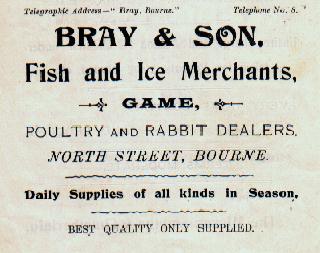 Telegraphic Address—" Bray, Bourne." Telephone No. 8.
BRAY & SON,
Fish and Ice Merchants,
GAME,
POULTRY AND RABBIT DEALERS,
NORTH STREET, BOURNE.
Daily Supplies of all kinds in Season,
BEST QUALITY ONLY SUPPLIED.